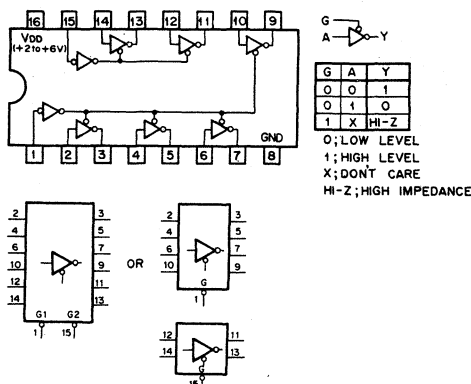 16 15 14 13 12 11 10 9
VDD
(+2 to +6V)
GND
1 2 3 4 5 6 7 8
G
A Y
G A Y
0 0 1
0 1 0
1 X HI-Z
0; LOW LEVEL
1; HIGH LEVEL
X; DON'T CARE
HI-Z; HIGH IMPEDANCE
2 3
4 5
6 7
10 9
12 11
14 13
G1 G2
1 15
OR
2 3
4 5
6 7
10 9
G
1
12 11
14 13
G
15